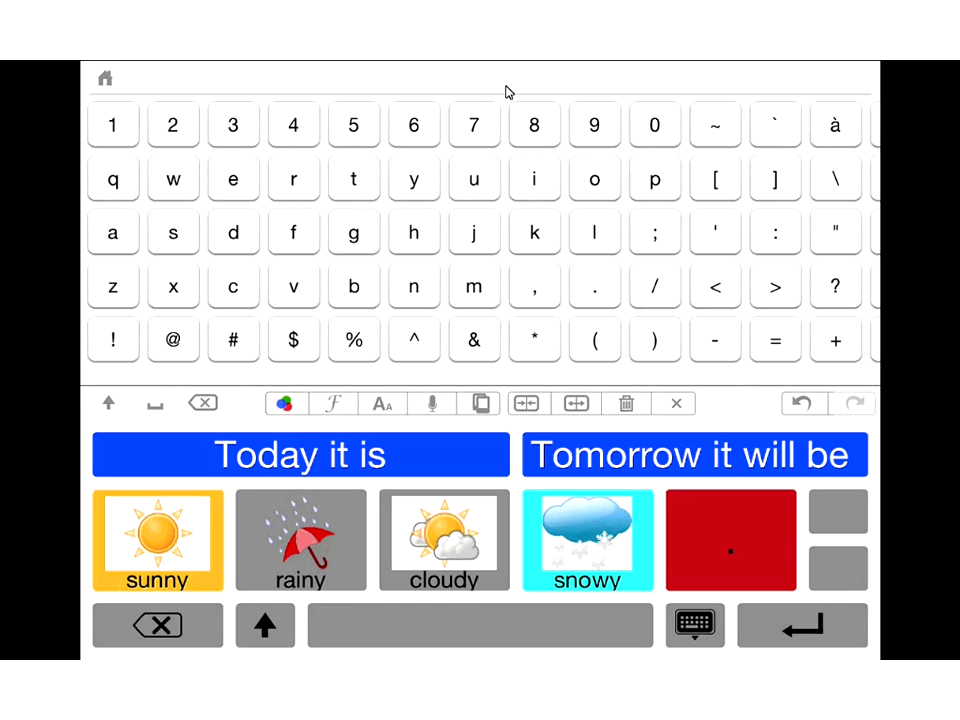 1 2 3 4 5 6 7 8 9 0 ~ ` à
q w e r t y u i o p [ ] \
a s d f g h j k l ; ' : "
z x c v b n m , . / < > ?
! @ # $ % ^ & * ( ) - = +
ℱ AA
Today it is Tomorrow it will be
.
sunny rainy cloudy snowy